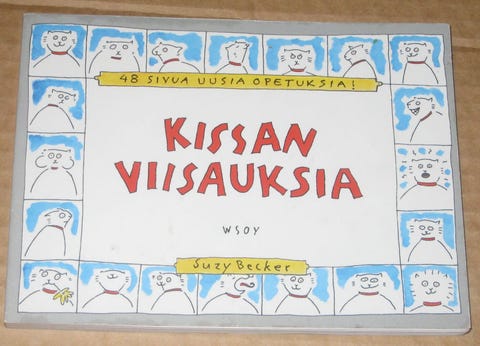 48 SIVUA UUSIA OPETUKSIA!
KISSAN
VIISAUKSIA
WSOY
Suzy Becker